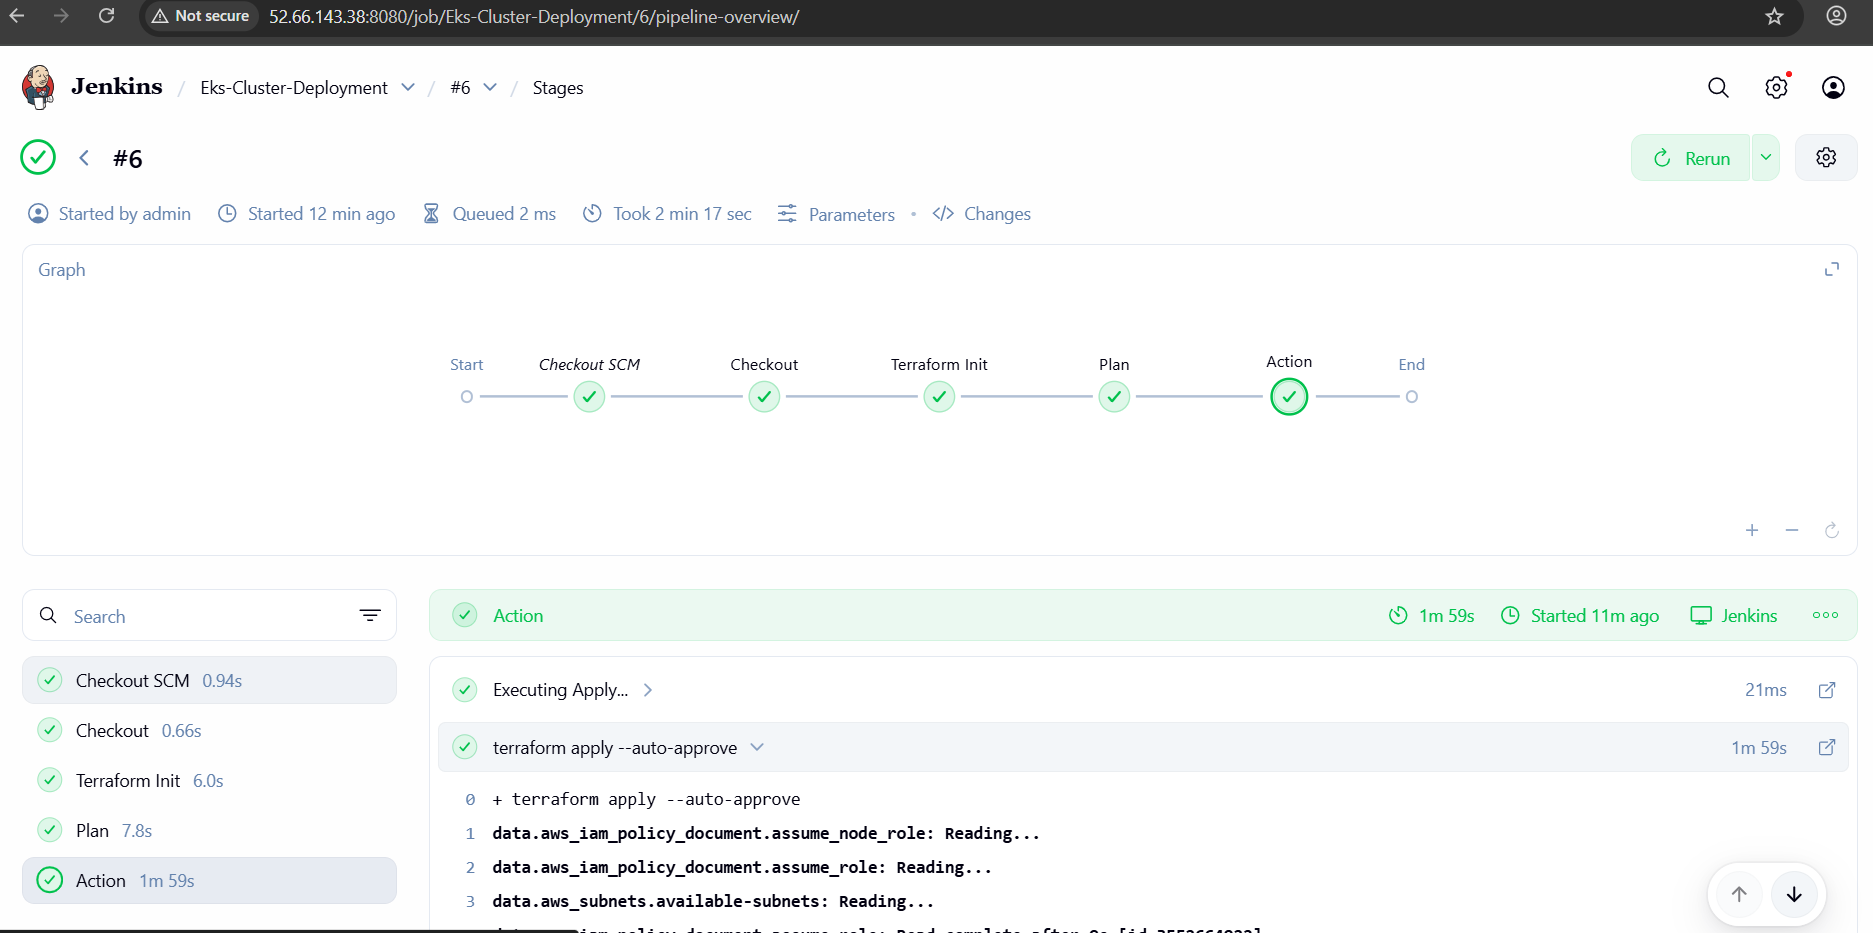 Not secure 52.66.143.38:8080/job/Eks-Cluster-Deployment/6/pipeline-overview/
Jenkins / Eks-Cluster-Deployment / #6 / Stages
#6
Rerun
Started by admin Started 12 min ago Queued 2 ms Took 2 min 17 sec Parameters • Changes
Graph
Start Checkout SCM Checkout Terraform Init Plan Action End
Search
Checkout SCM 0.94s
Checkout 0.66s
Terraform Init 6.0s
Plan 7.8s
Action 1m 59s
Action 1m 59s Started 11m ago Jenkins
Executing Apply... 21ms
terraform apply --auto-approve 1m 59s
0 + terraform apply --auto-approve
1 data.aws_iam_policy_document.assume_node_role: Reading...
2 data.aws_iam_policy_document.assume_role: Reading...
3 data.aws_subnets.available-subnets: Reading...